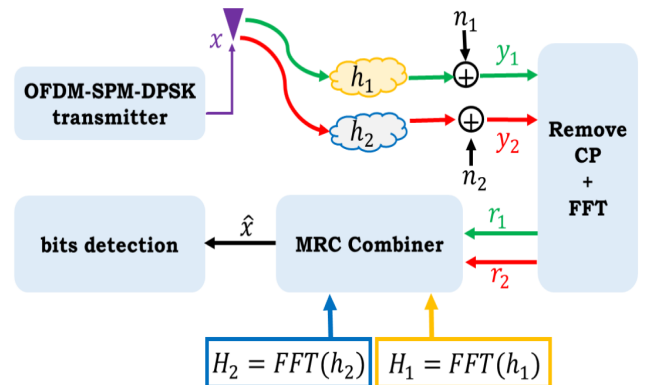 x
h₁
n₁
+
y₁
OFDM-SPM-DPSK
transmitter
h₂
+
n₂
y₂
Remove
CP
+
FFT
bits detection
x̂
MRC Combiner
r₁
r₂
H₂ = FFT(h₂)
H₁ = FFT(h₁)